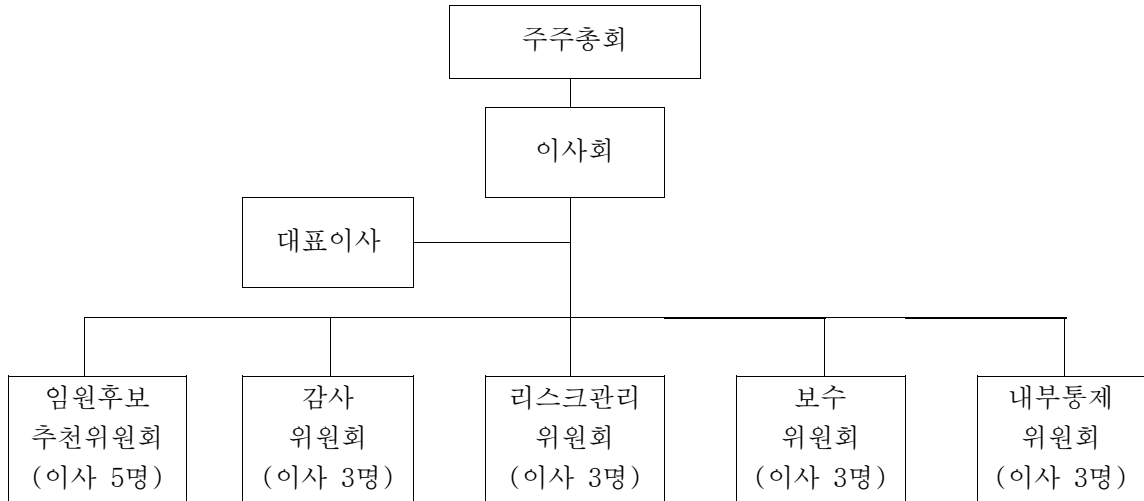 주주총회
이사회
대표이사
임원후보
추천위원회
(이사 5명)
감사
위원회
(이사 3명)
리스크관리
위원회
(이사 3명)
보수
위원회
(이사 3명)
내부통제
위원회
(이사 3명)